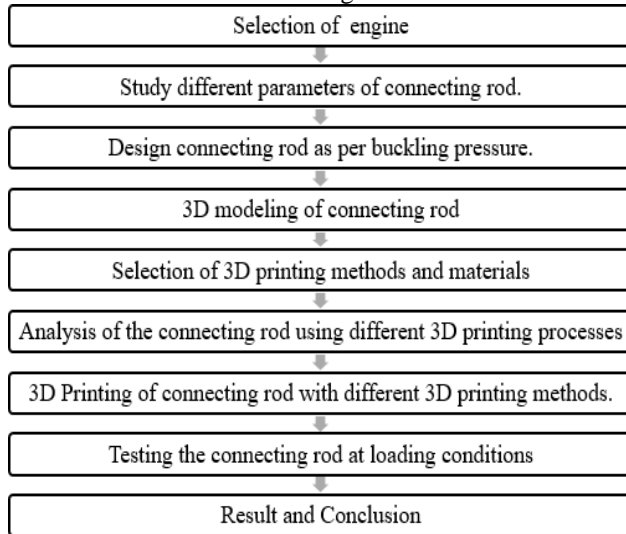 Selection of engine
Study different parameters of connecting rod.
Design connecting rod as per buckling pressure.
3D modeling of connecting rod
Selection of 3D printing methods and materials
Analysis of the connecting rod using different 3D printing processes
3D Printing of connecting rod with different 3D printing methods.
Testing the connecting rod at loading conditions
Result and Conclusion